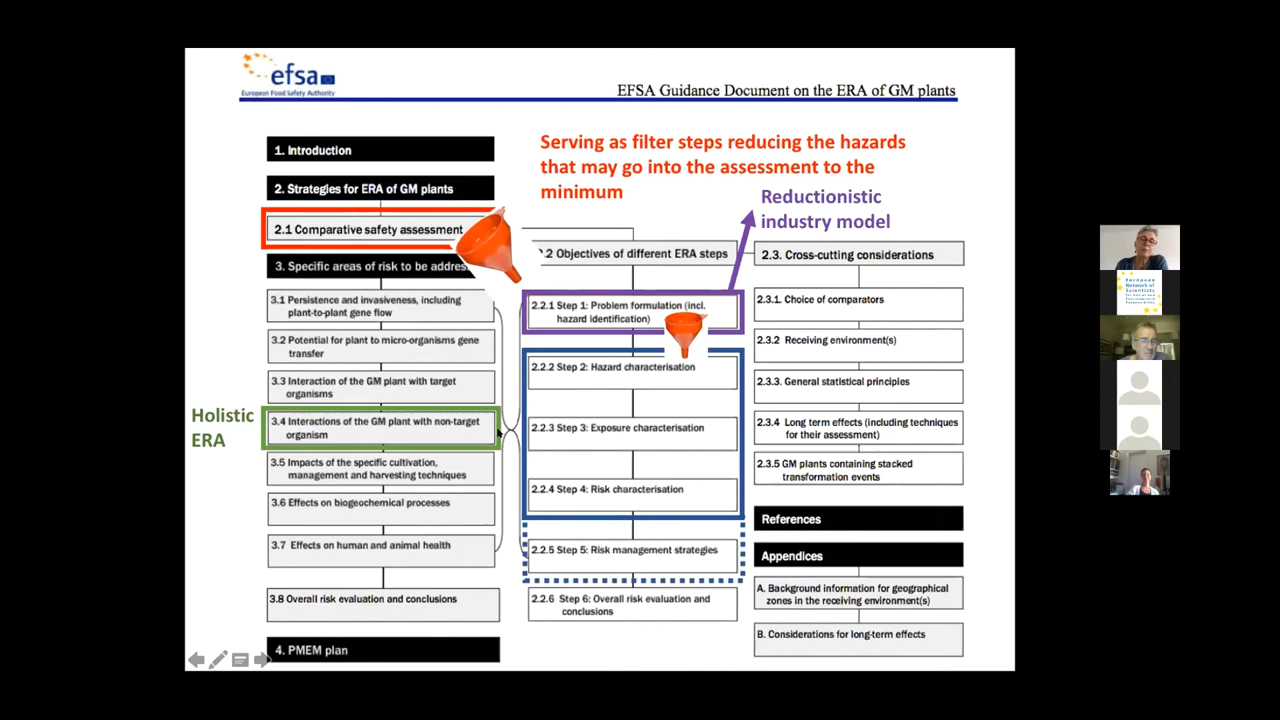 efsa
European Food Safety Authority
EFSA Guidance Document on the ERA of GM plants
Serving as filter steps reducing the hazards
that may go into the assessment to the
minimum
Reductionistic
industry model
1. Introduction
2. Strategies for ERA of GM plants
2.1 Comparative safety assessment
3. Specific areas of risk to be addres
3.1 Persistence and invasiveness, including
plant-to-plant gene flow
3.2 Potential for plant to micro-organisms gene
transfer
3.3 Interaction of the GM plant with target
organisms
Holistic
ERA
3.4 Interactions of the GM plant with non-target
organism
3.5 Impacts of the specific cultivation,
management and harvesting techniques
3.6 Effects on biogeochemical processes
3.7 Effects on human and animal health
3.8 Overall risk evaluation and conclusions
4. PMEM plan
.2 Objectives of different ERA steps
2.2.1 Step 1: Problem formulation (incl.
hazard identification)
2.2.2 Step 2: Hazard characterisation
2.2.3 Step 3: Exposure characterisation
2.2.4 Step 4: Risk characterisation
2.2.5 Step 5: Risk management strategies
2.2.6 Step 6: Overall risk evaluation and
conclusions
2.3. Cross-cutting considerations
2.3.1. Choice of comparators
2.3.2 Receiving environment(s)
2.3.3. General statistical principles
2.3.4 Long term effects (including techniques
for their assessment)
2.3.5 GM plants containing stacked
transformation events
References
Appendices
A. Background information for geographical
zones in the receiving environment(s)
B. Considerations for long-term effects
European
Network of
Scientists
for Social and
Environmental
Responsibility